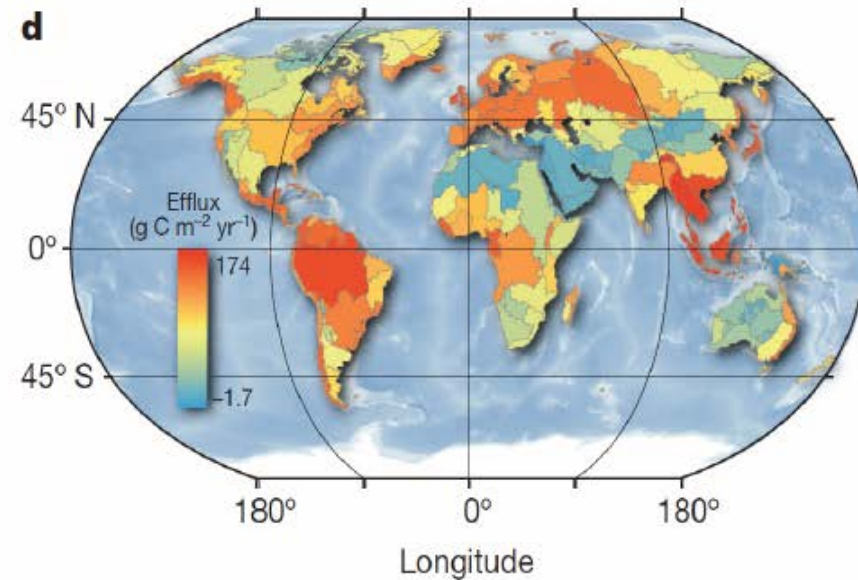 d
45° N
Efflux
(g C m⁻² yr⁻¹)
0°
174
45° S
–1.7
180° 0° 180°
Longitude